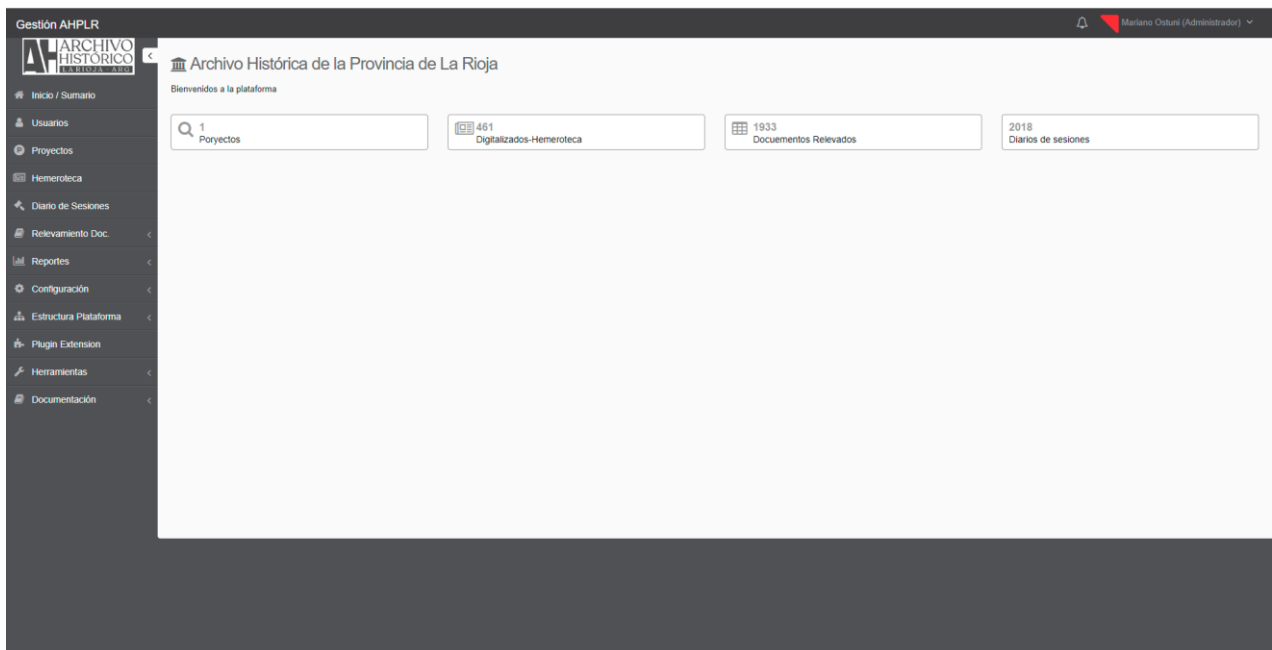 Gestión AHPLR
Mariano Ostuni (Administrador)
ARCHIVO
HISTÓRICO
LA RIOJA - ARG
Archivo Histórica de la Provincia de La Rioja
Bienvenidos a la plataforma
Inicio / Sumario
Usuarios
Proyectos
Hemeroteca
Diario de Sesiones
Relevamiento Doc.
Reportes
Configuración
Estructura Plataforma
Plugin Extension
Herramientas
Documentación
1
Poryectos
461
Digitalizados-Hemeroteca
1933
Docuementos Relevados
2018
Diarios de sesiones